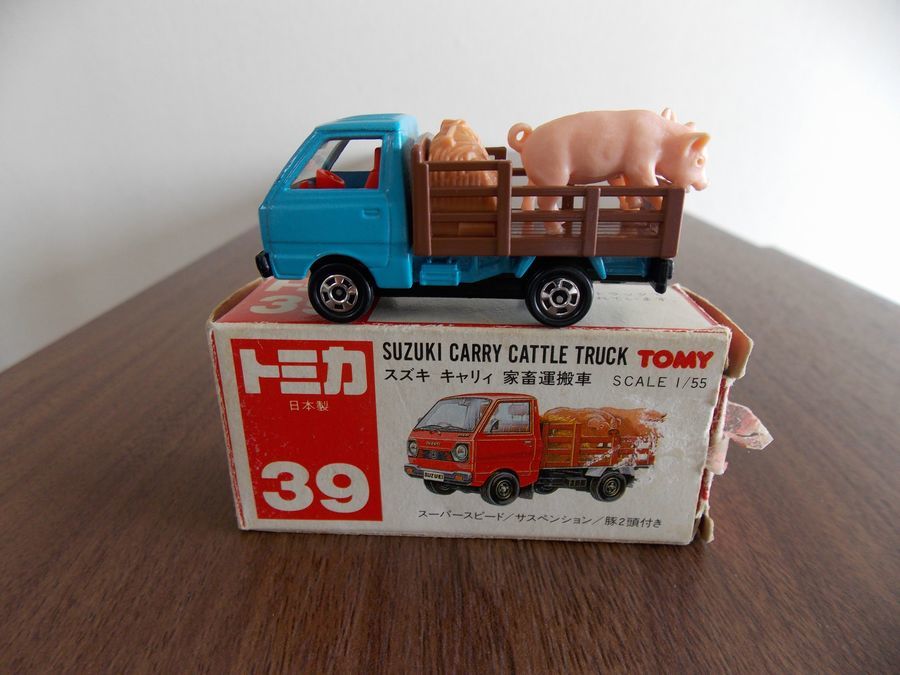 39
トミカ
日本製
39
SUZUKI CARRY CATTLE TRUCK TOMY
スズキ キャリィ 家畜運搬車 SCALE 1/55
SUZUKI
スーパースピード/サスペンション/豚2頭付き